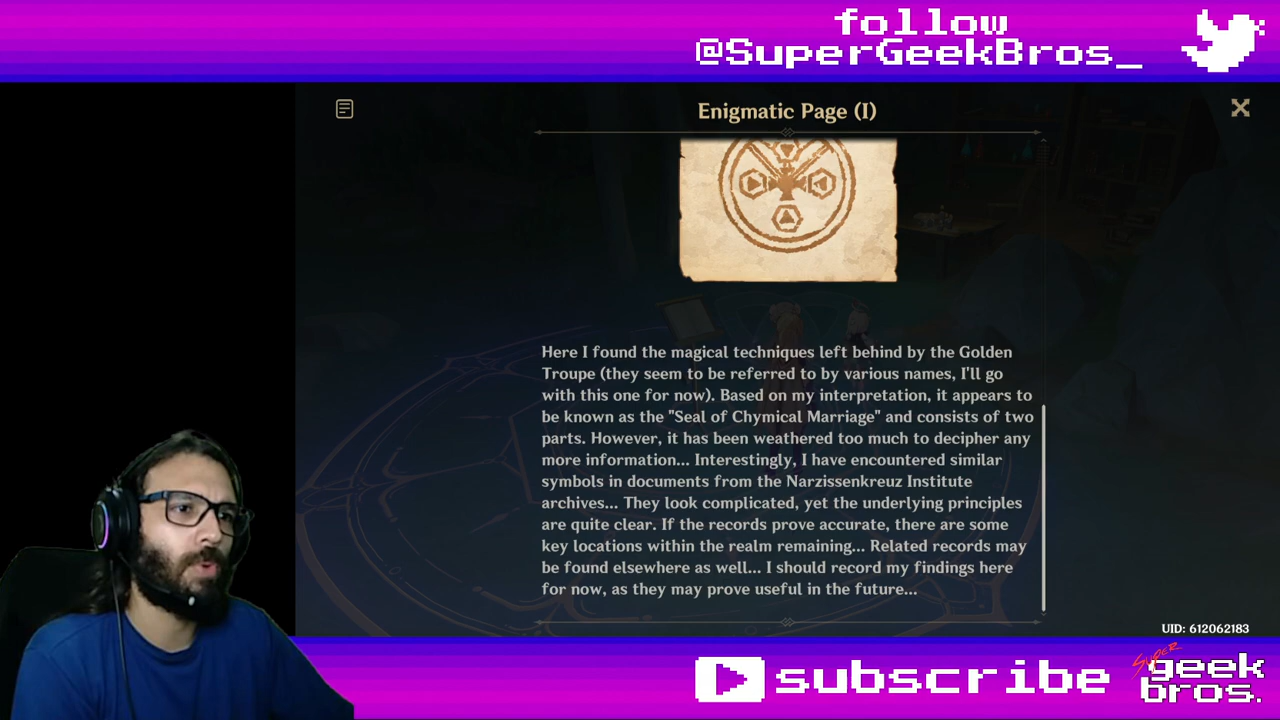 follow
@SuperGeekBros_
Enigmatic Page (I)
Here I found the magical techniques left behind by the Golden
Troupe (they seem to be referred to by various names, I'll go
with this one for now). Based on my interpretation, it appears to
be known as the "Seal of Chymical Marriage" and consists of two
parts. However, it has been weathered too much to decipher any
more information... Interestingly, I have encountered similar
symbols in documents from the Narzissenkreuz Institute
archives... They look complicated, yet the underlying principles
are quite clear. If the records prove accurate, there are some
key locations within the realm remaining... Related records may
be found elsewhere as well... I should record my findings here
for now, as they may prove useful in the future...
UID: 612062183
subscribe
SUPER
geek
bros.